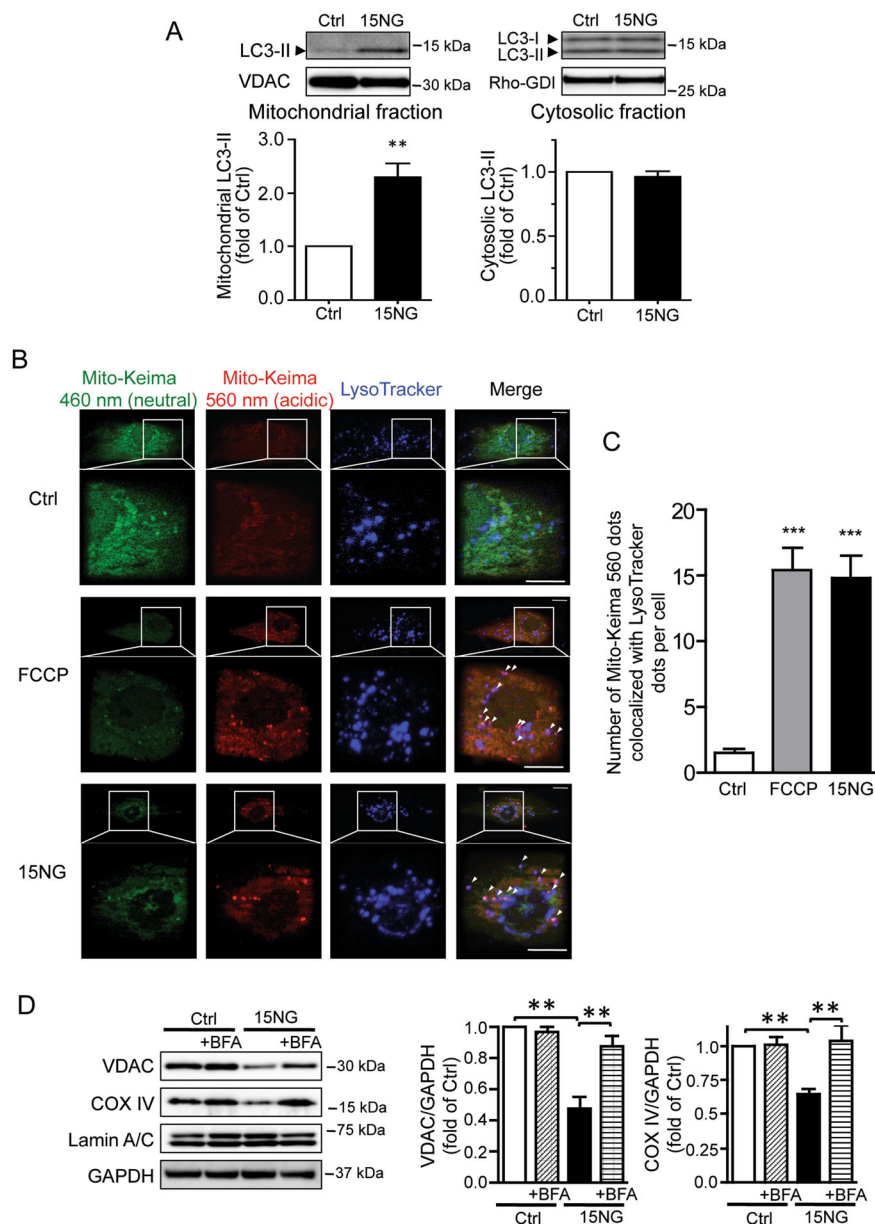 A
Ctrl 15NG
LC3-II
–15 kDa
VDAC
–30 kDa
Mitochondrial fraction
Mitochondrial LC3-II
(fold of Ctrl)
3.0
2.0
1.0
0.0
**
Ctrl 15NG
Ctrl 15NG
LC3-I
LC3-II
–15 kDa
Rho-GDI
–25 kDa
Cytosolic fraction
Cytosolic LC3-II
(fold of Ctrl)
1.0
0.5
0.0
Ctrl 15NG
B
Mito-Keima
460 nm (neutral)
Mito-Keima
560 nm (acidic)
LysoTracker
Merge
Ctrl
FCCP
15NG
C
Number of Mito-Keima 560 dots
colocalized with LysoTracker
dots per cell
20
15
10
5
0
***
***
Ctrl FCCP 15NG
D
Ctrl 15NG
+BFA +BFA
VDAC
–30 kDa
COX IV
–15 kDa
Lamin A/C
–75 kDa
GAPDH
–37 kDa
VDAC/GAPDH
(fold of Ctrl)
1.0
0.8
0.6
0.4
0.2
0
** **
+BFA +BFA
Ctrl 15NG
COX IV/GAPDH
(fold of Ctrl)
1.0
0.75
0.5
0.25
0
** **
+BFA +BFA
Ctrl 15NG